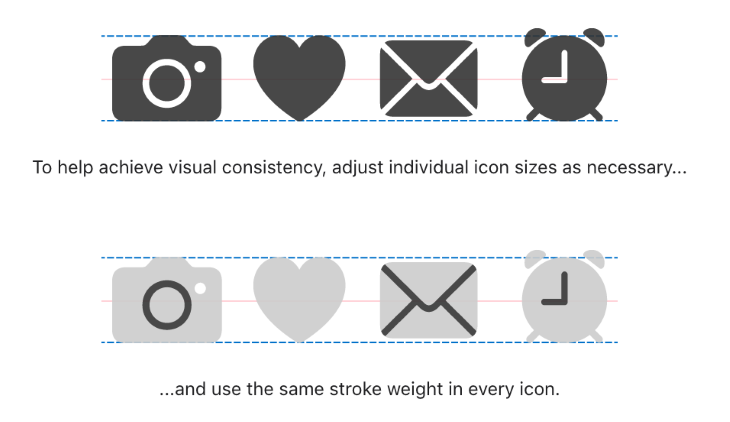 To help achieve visual consistency, adjust individual icon sizes as necessary...
...and use the same stroke weight in every icon.